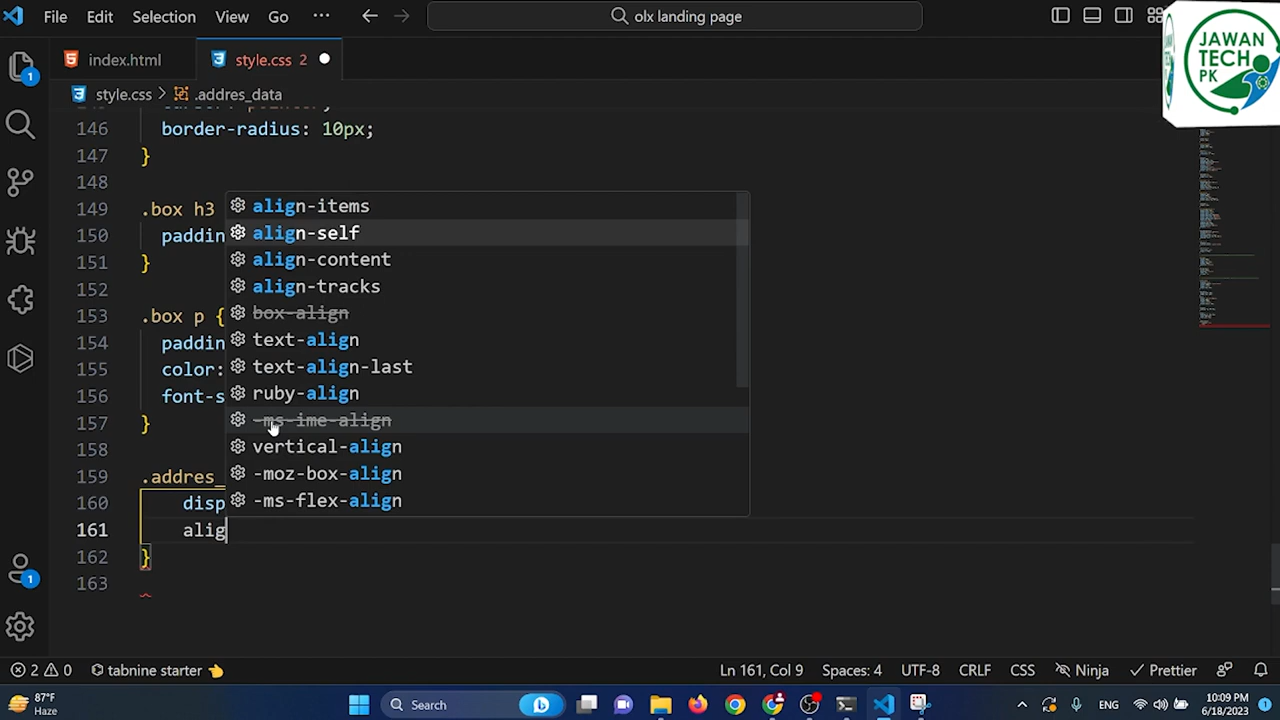 File Edit Selection View Go ··· olx landing page
JAWAN
TECH
PK
index.html style.css 2
style.css > .addres_data
1
146 border-radius: 10px;
147 }
148
149 .box h3
150 paddin
151 }
152
153 .box p {
154 paddin
155 color:
156 font-s
157 }
158
159 .addres_
160 disp
161 alig
162 }
163
align-items
align-self
align-content
align-tracks
box-align
text-align
text-align-last
ruby-align
-ms-ime-align
vertical-align
-moz-box-align
-ms-flex-align
1
2 0 tabnine starter 👈 Ln 161, Col 9 Spaces: 4 UTF-8 CRLF CSS Ninja Prettier
87°F
Haze
Search
ENG
10:09 PM
6/18/2023
1